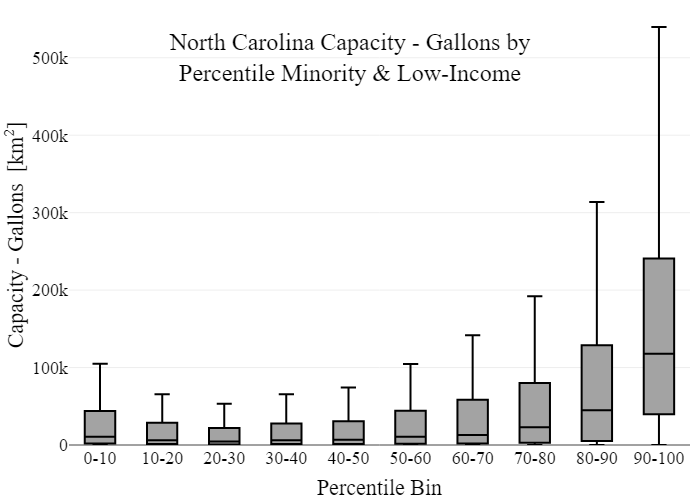 North Carolina Capacity - Gallons by
Percentile Minority & Low-Income
Capacity - Gallons [km²]
500k
400k
300k
200k
100k
0
0-10 10-20 20-30 30-40 40-50 50-60 60-70 70-80 80-90 90-100
Percentile Bin